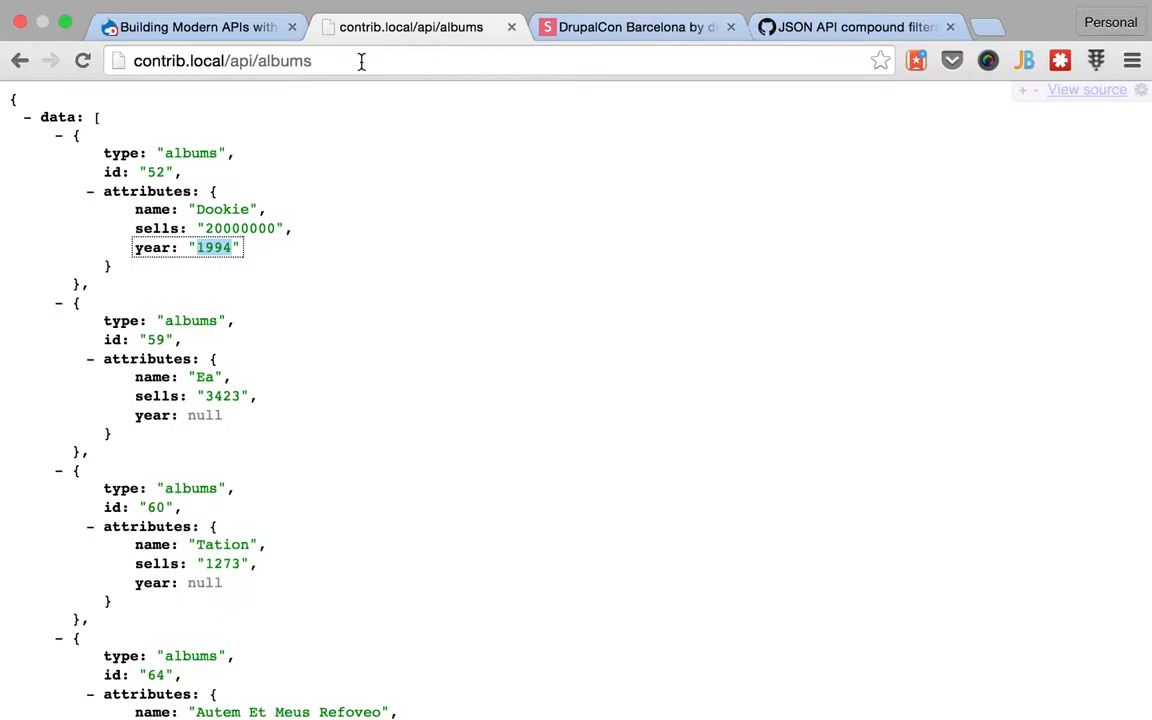 Building Modern APIs with
contrib.local/api/albums
S DrupalCon Barcelona by d
JSON API compound filter
Personal
contrib.local/api/albums
JB
+ - View source
{
- data: [
- {
type: "albums",
id: "52",
- attributes: {
name: "Dookie",
sells: "20000000",
year: "1994"
}
},
- {
type: "albums",
id: "59",
- attributes: {
name: "Ea",
sells: "3423",
year: null
}
},
- {
type: "albums",
id: "60",
- attributes: {
name: "Tation",
sells: "1273",
year: null
}
},
- {
type: "albums",
id: "64",
- attributes: {
name: "Autem Et Meus Refoveo",